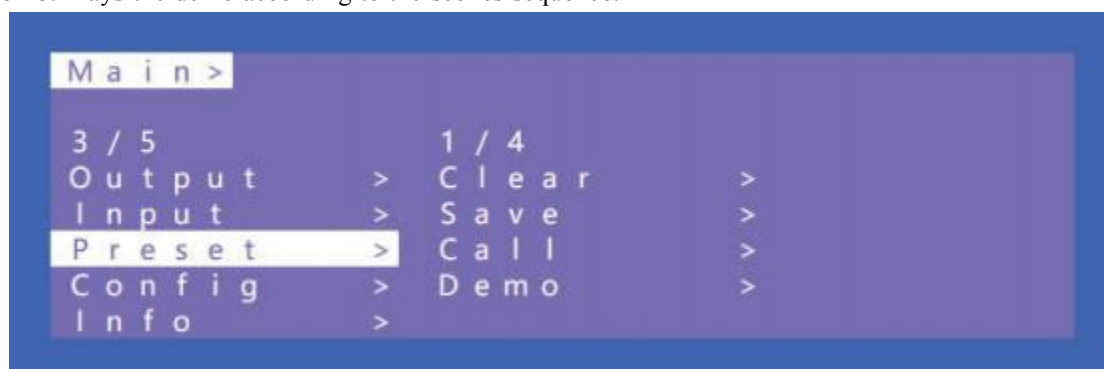 Main>
3/5 1/4
Output > Clear >
Input > Save >
Preset > Call >
Config > Demo >
Info >